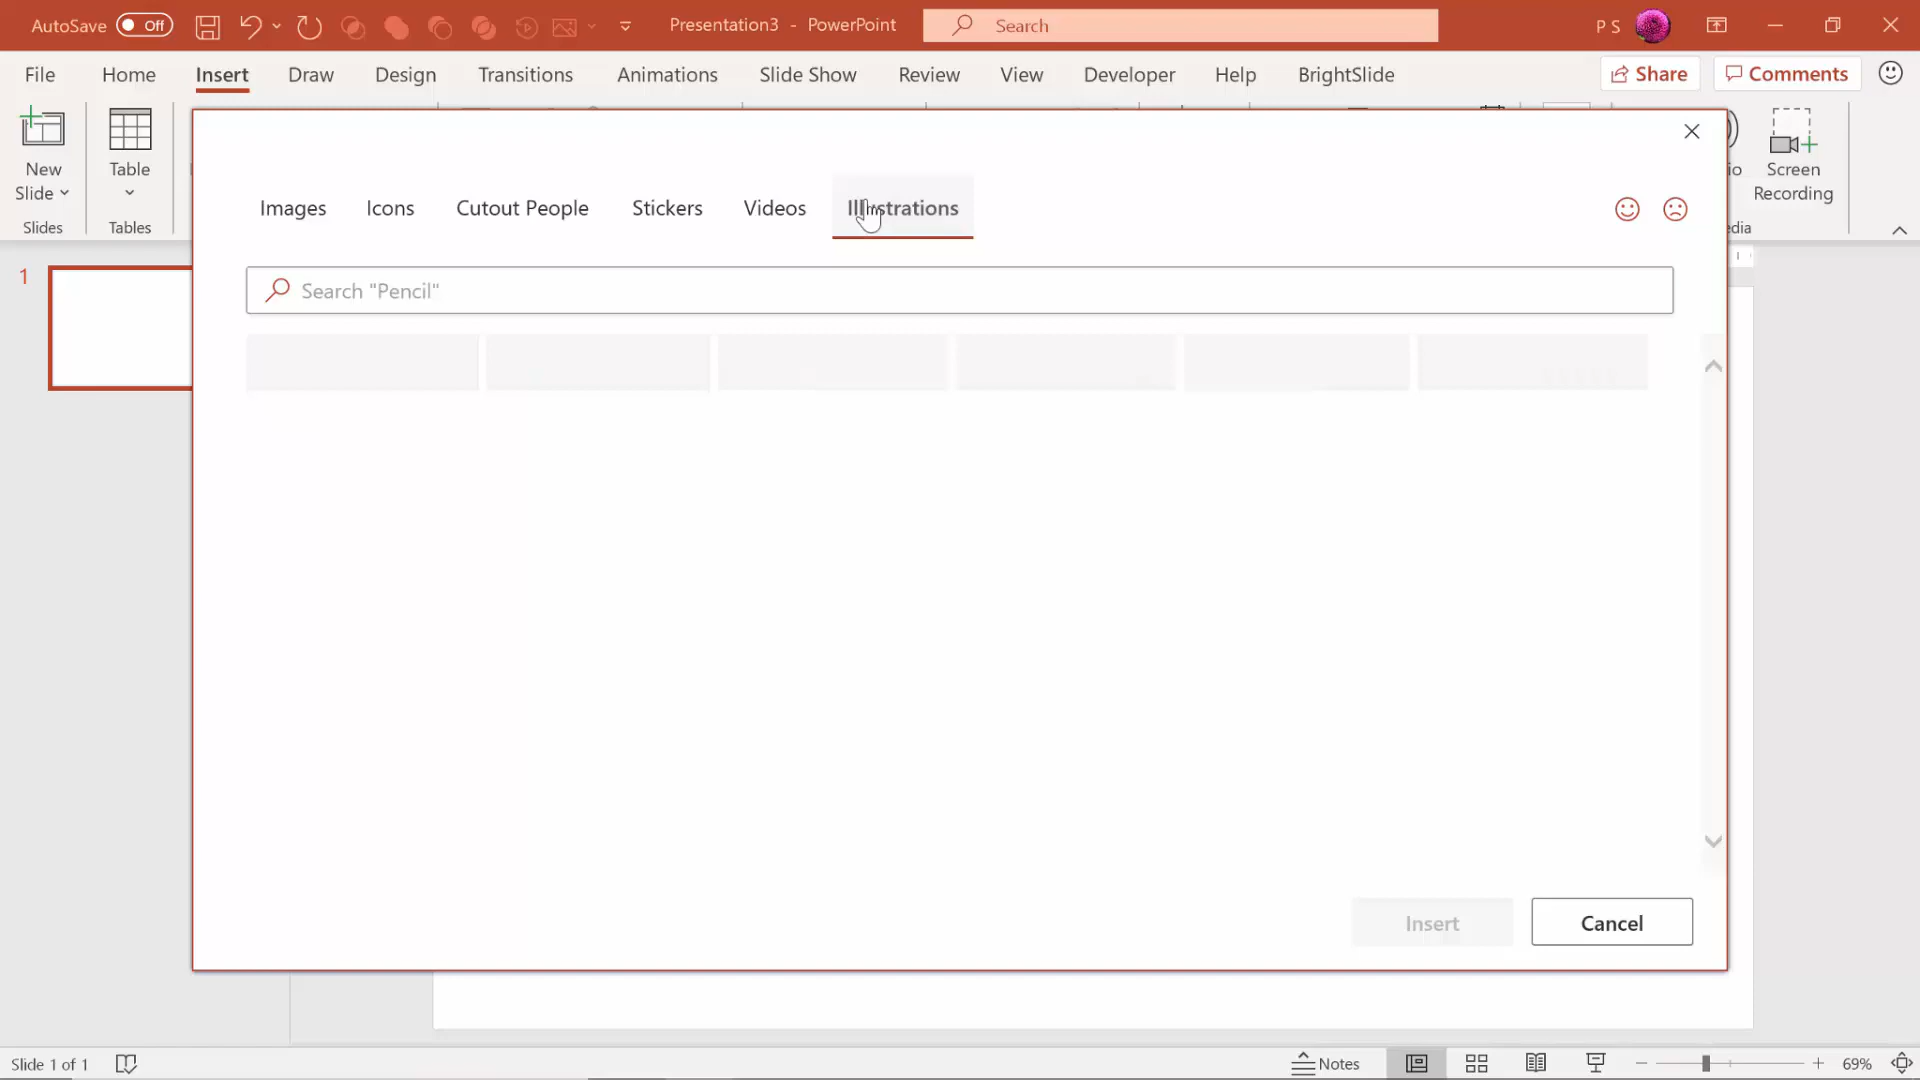 AutoSave Off Presentation3 - PowerPoint Search P S
File Home Insert Draw Design Transitions Animations Slide Show Review View Developer Help BrightSlide Share Comments
New Slide
Table
Screen Recording
Slides
Tables
Images Icons Cutout People Stickers Videos Illustrations
1
Search "Pencil"
Insert Cancel
Slide 1 of 1 Notes 69%